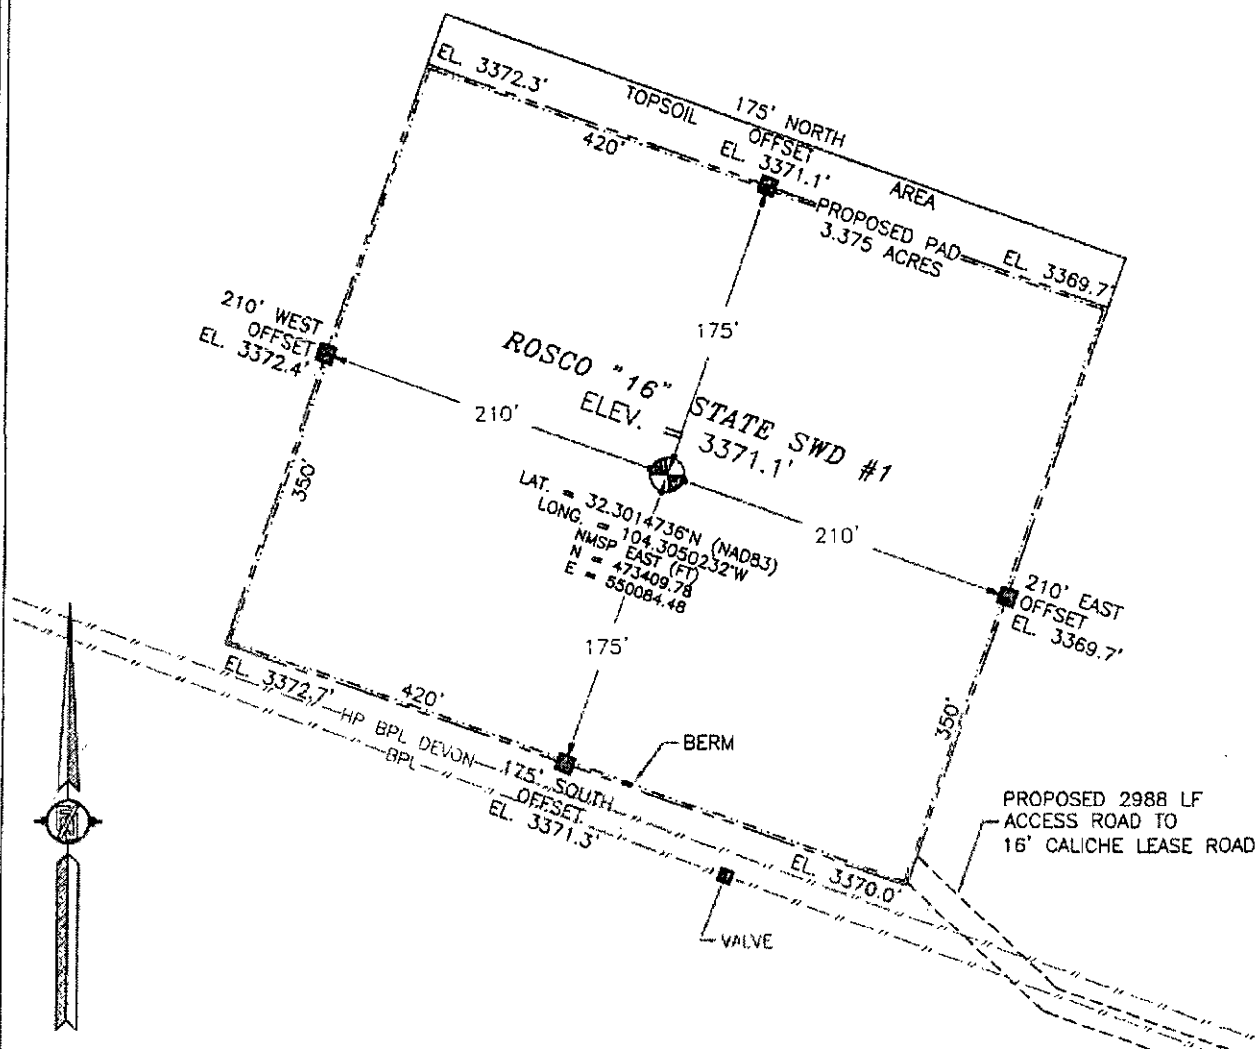 EL. 3372.3'
TOPSOIL
175' NORTH
OFFSET
EL. 3371.1'
AREA
420'
PROPOSED PAD
3.375 ACRES
EL. 3369.7'
210' WEST
OFFSET
EL. 3372.4'
175'
ROSCO "16" STATE SWD #1
ELEV. = 3371.1'
210'
350'
LAT. = 32.3014736°N (NAD83)
LONG. = 104.3050232°W
NMSP EAST (FT)
N = 473409.78
E = 550084.48
210'
210' EAST
OFFSET
EL. 3369.7'
175'
EL. 3372.7'
420'
350'
HP BPL DEVON
BPL
BERM
175' SOUTH
OFFSET
EL. 3371.3'
PROPOSED 2988 LF
ACCESS ROAD TO
16' CALICHE LEASE ROAD
EL. 3370.0'
VALVE